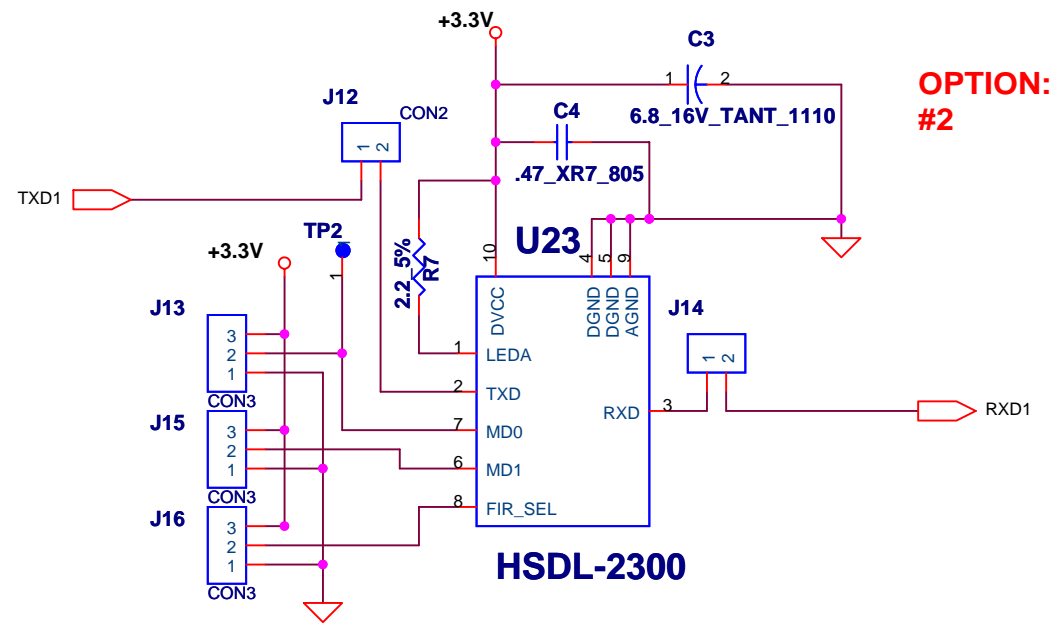 +3.3V
C3
1
2
OPTION:
#2
6.8_16V_TANT_1110
J12
CON2
1
2
C4
.47_XR7_805
TXD1
TP2
1
+3.3V
2.2_5%
R7
U23
10
4
5
9
DVCC
DGND
DGND
AGND
J13
3
2
1
CON3
J14
1
2
1
LEDA
2
TXD
RXD
3
RXD1
J15
3
2
1
CON3
7
MD0
6
MD1
J16
3
2
1
CON3
8
FIR_SEL
HSDL-2300